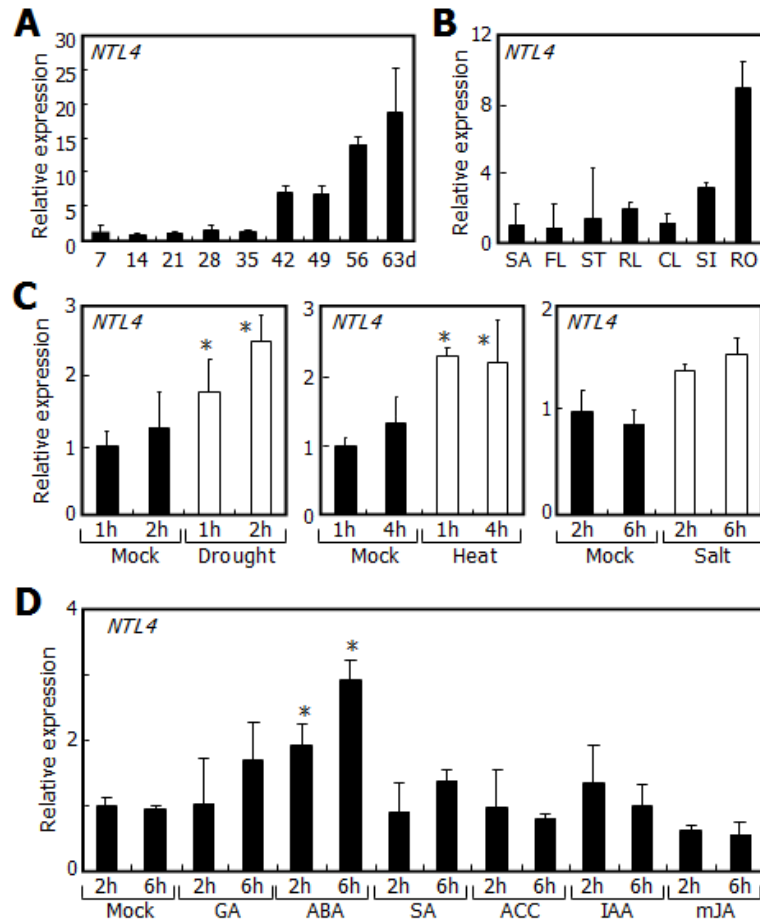 A
B
NTL4
Relative expression
30
25
20
15
10
5
0
7 14 21 28 35 42 49 56 63d
NTL4
Relative expression
12
8
4
0
SA FL ST RL CL SI RO
C
NTL4
Relative expression
3
2
1
0
* *
1h 2h 1h 2h
Mock Drought
NTL4
3
2
1
0
* *
1h 4h 1h 4h
Mock Heat
NTL4
2
1
0
2h 6h 2h 6h
Mock Salt
D
NTL4
Relative expression
4
2
0
* *
2h 6h 2h 6h 2h 6h 2h 6h 2h 6h 2h 6h 2h 6h
Mock GA ABA SA ACC IAA mJA